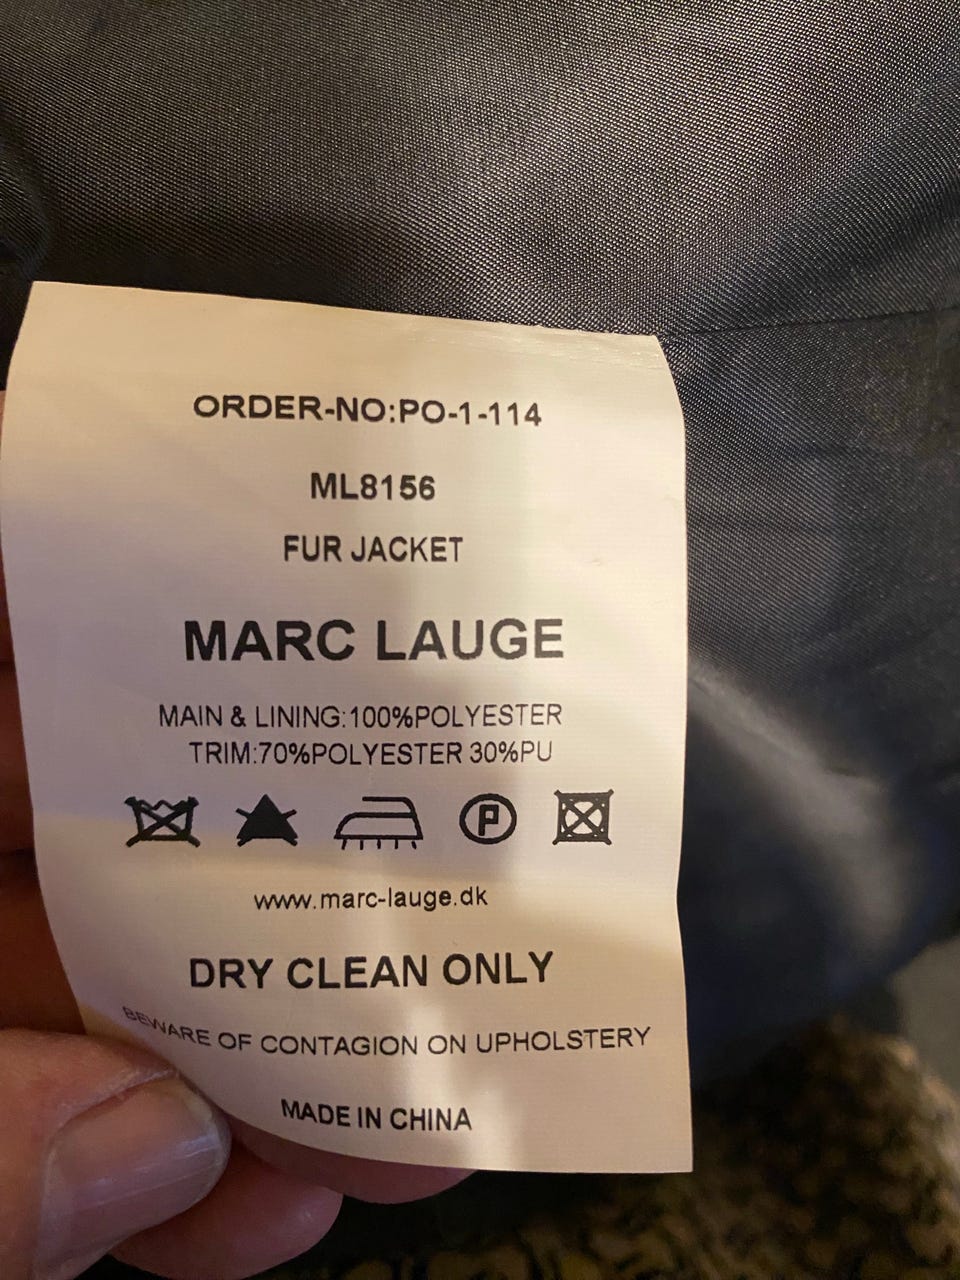 ORDER-NO:PO-1-114
ML8156
FUR JACKET
MARC LAUGE
MAIN & LINING:100%POLYESTER
TRIM:70%POLYESTER 30%PU
P
www.marc-lauge.dk
DRY CLEAN ONLY
BEWARE OF CONTAGION ON UPHOLSTERY
MADE IN CHINA